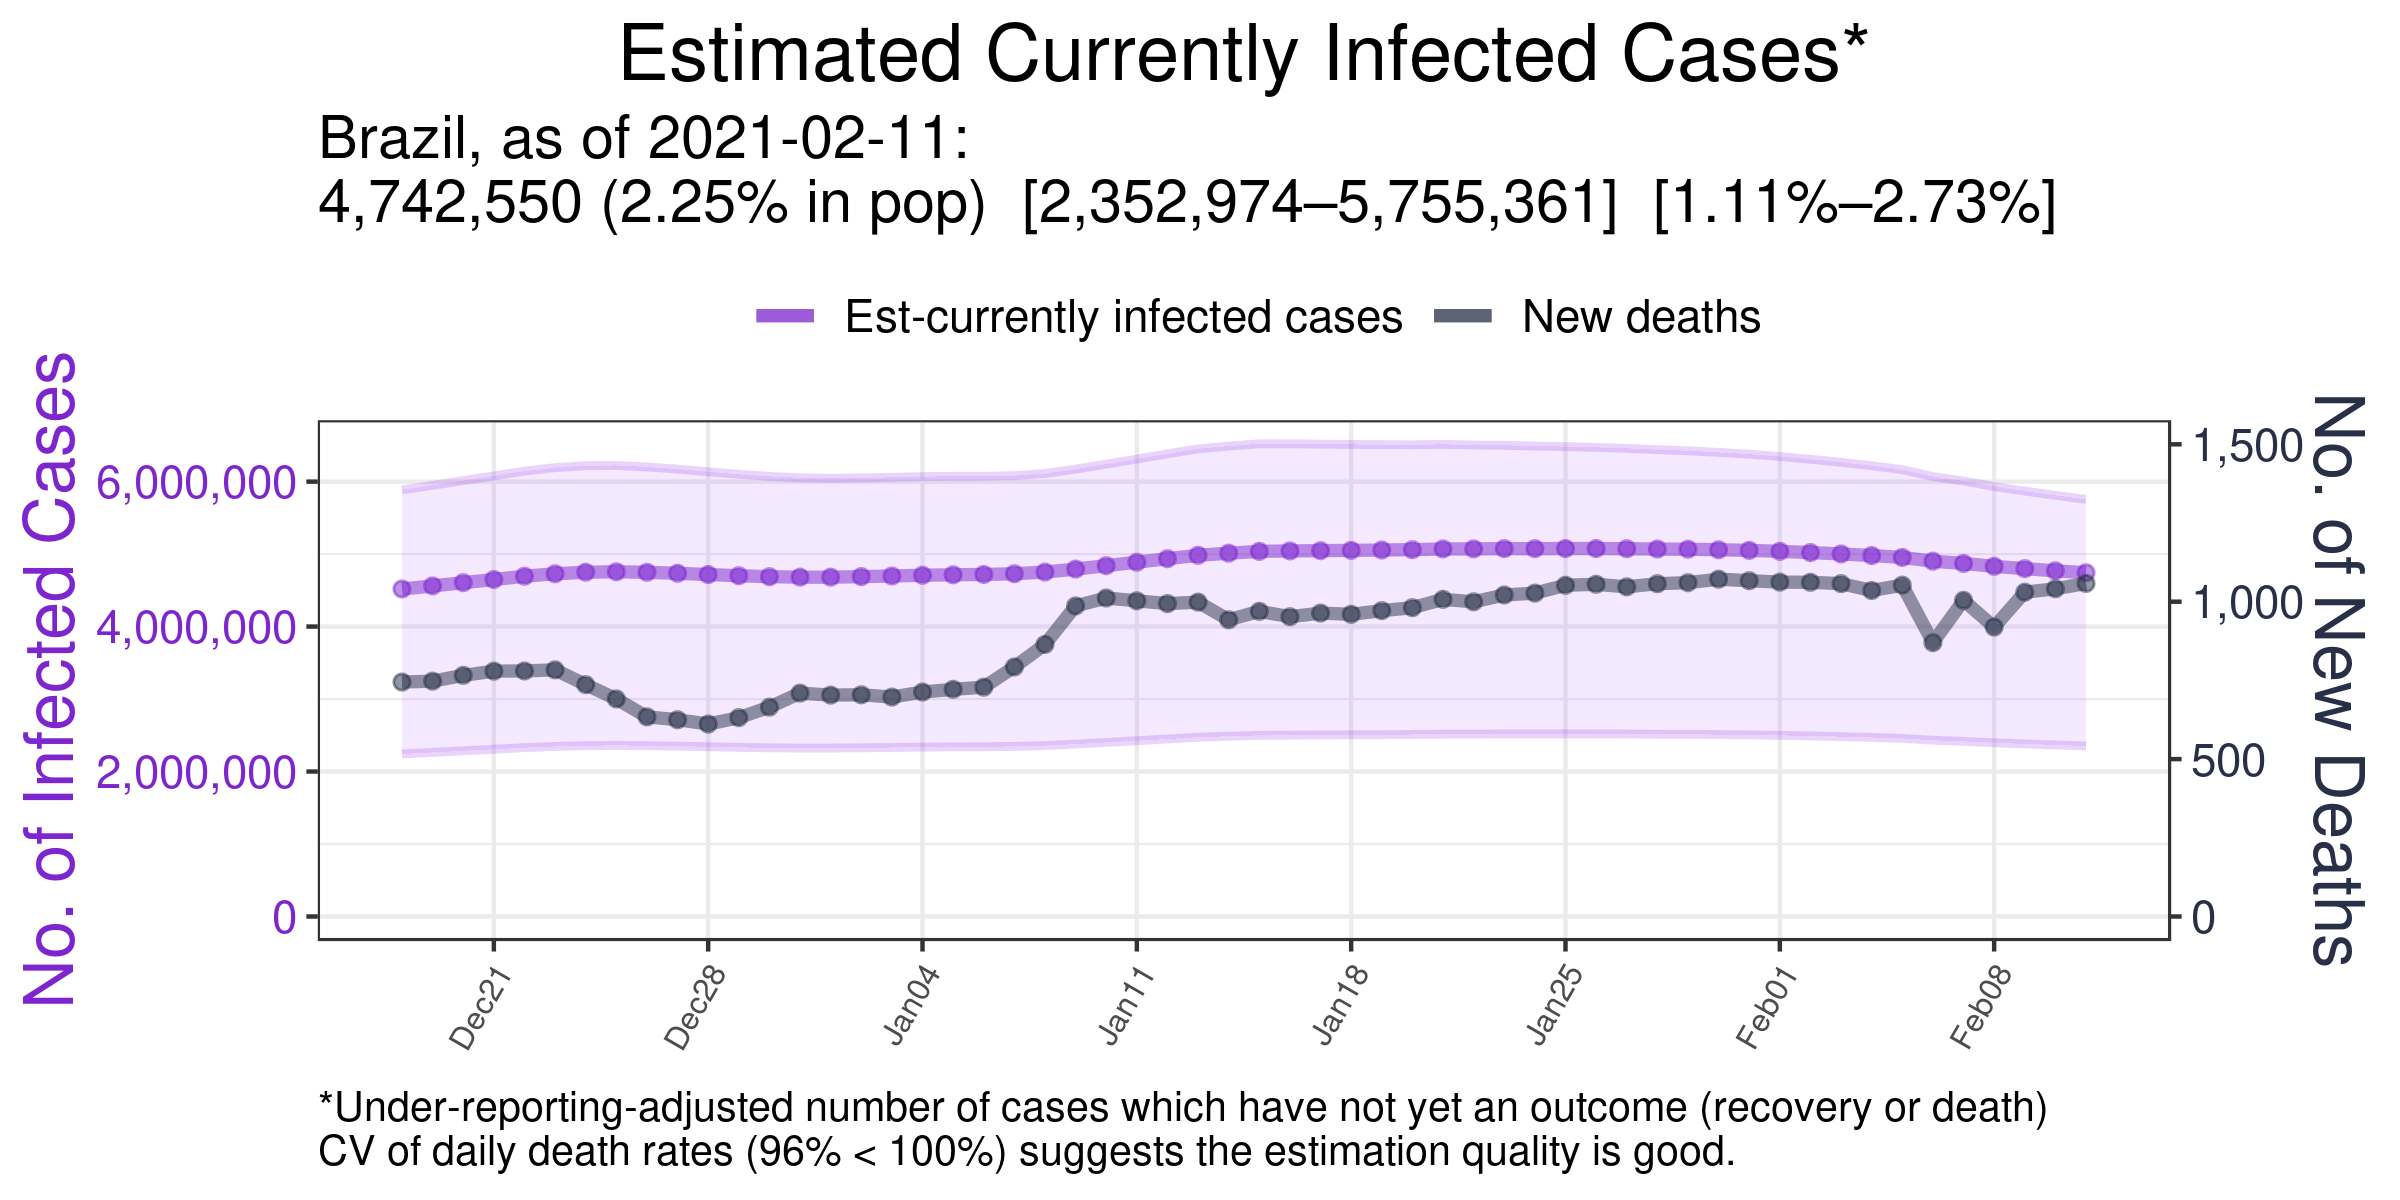 Estimated Currently Infected Cases*
Brazil, as of 2021-02-11:
4,742,550 (2.25% in pop)  [2,352,974–5,755,361]  [1.11%–2.73%]
Est-currently infected cases
New deaths
No. of Infected Cases
6,000,000
4,000,000
2,000,000
0
1,500
1,000
500
0
No. of New Deaths
Dec21
Dec28
Jan04
Jan11
Jan18
Jan25
Feb01
Feb08
*Under-reporting-adjusted number of cases which have not yet an outcome (recovery or death)
CV of daily death rates (96% < 100%) suggests the estimation quality is good.